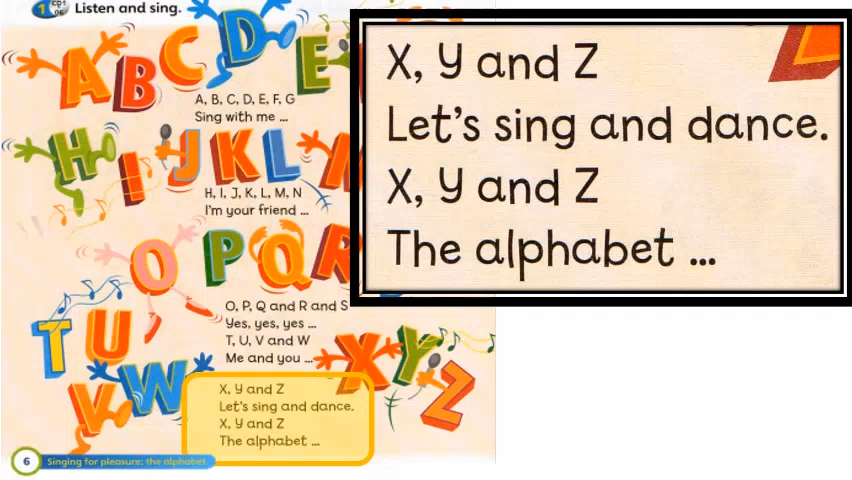 1 CD1 06 Listen and sing.
A B C D E
A, B, C, D, E, F, G
Sing with me ...
H I J K L
H, I, J, K, L, M, N
I'm your friend ...
O P Q R
O, P, Q and R and S
Yes, yes, yes ...
T, U, V and W
Me and you ...
T U V W X Y Z
X, Y and Z
Let's sing and dance.
X, Y and Z
The alphabet ...
6 Singing for pleasure: the alphabet
X, Y and Z
Let's sing and dance.
X, Y and Z
The alphabet ...